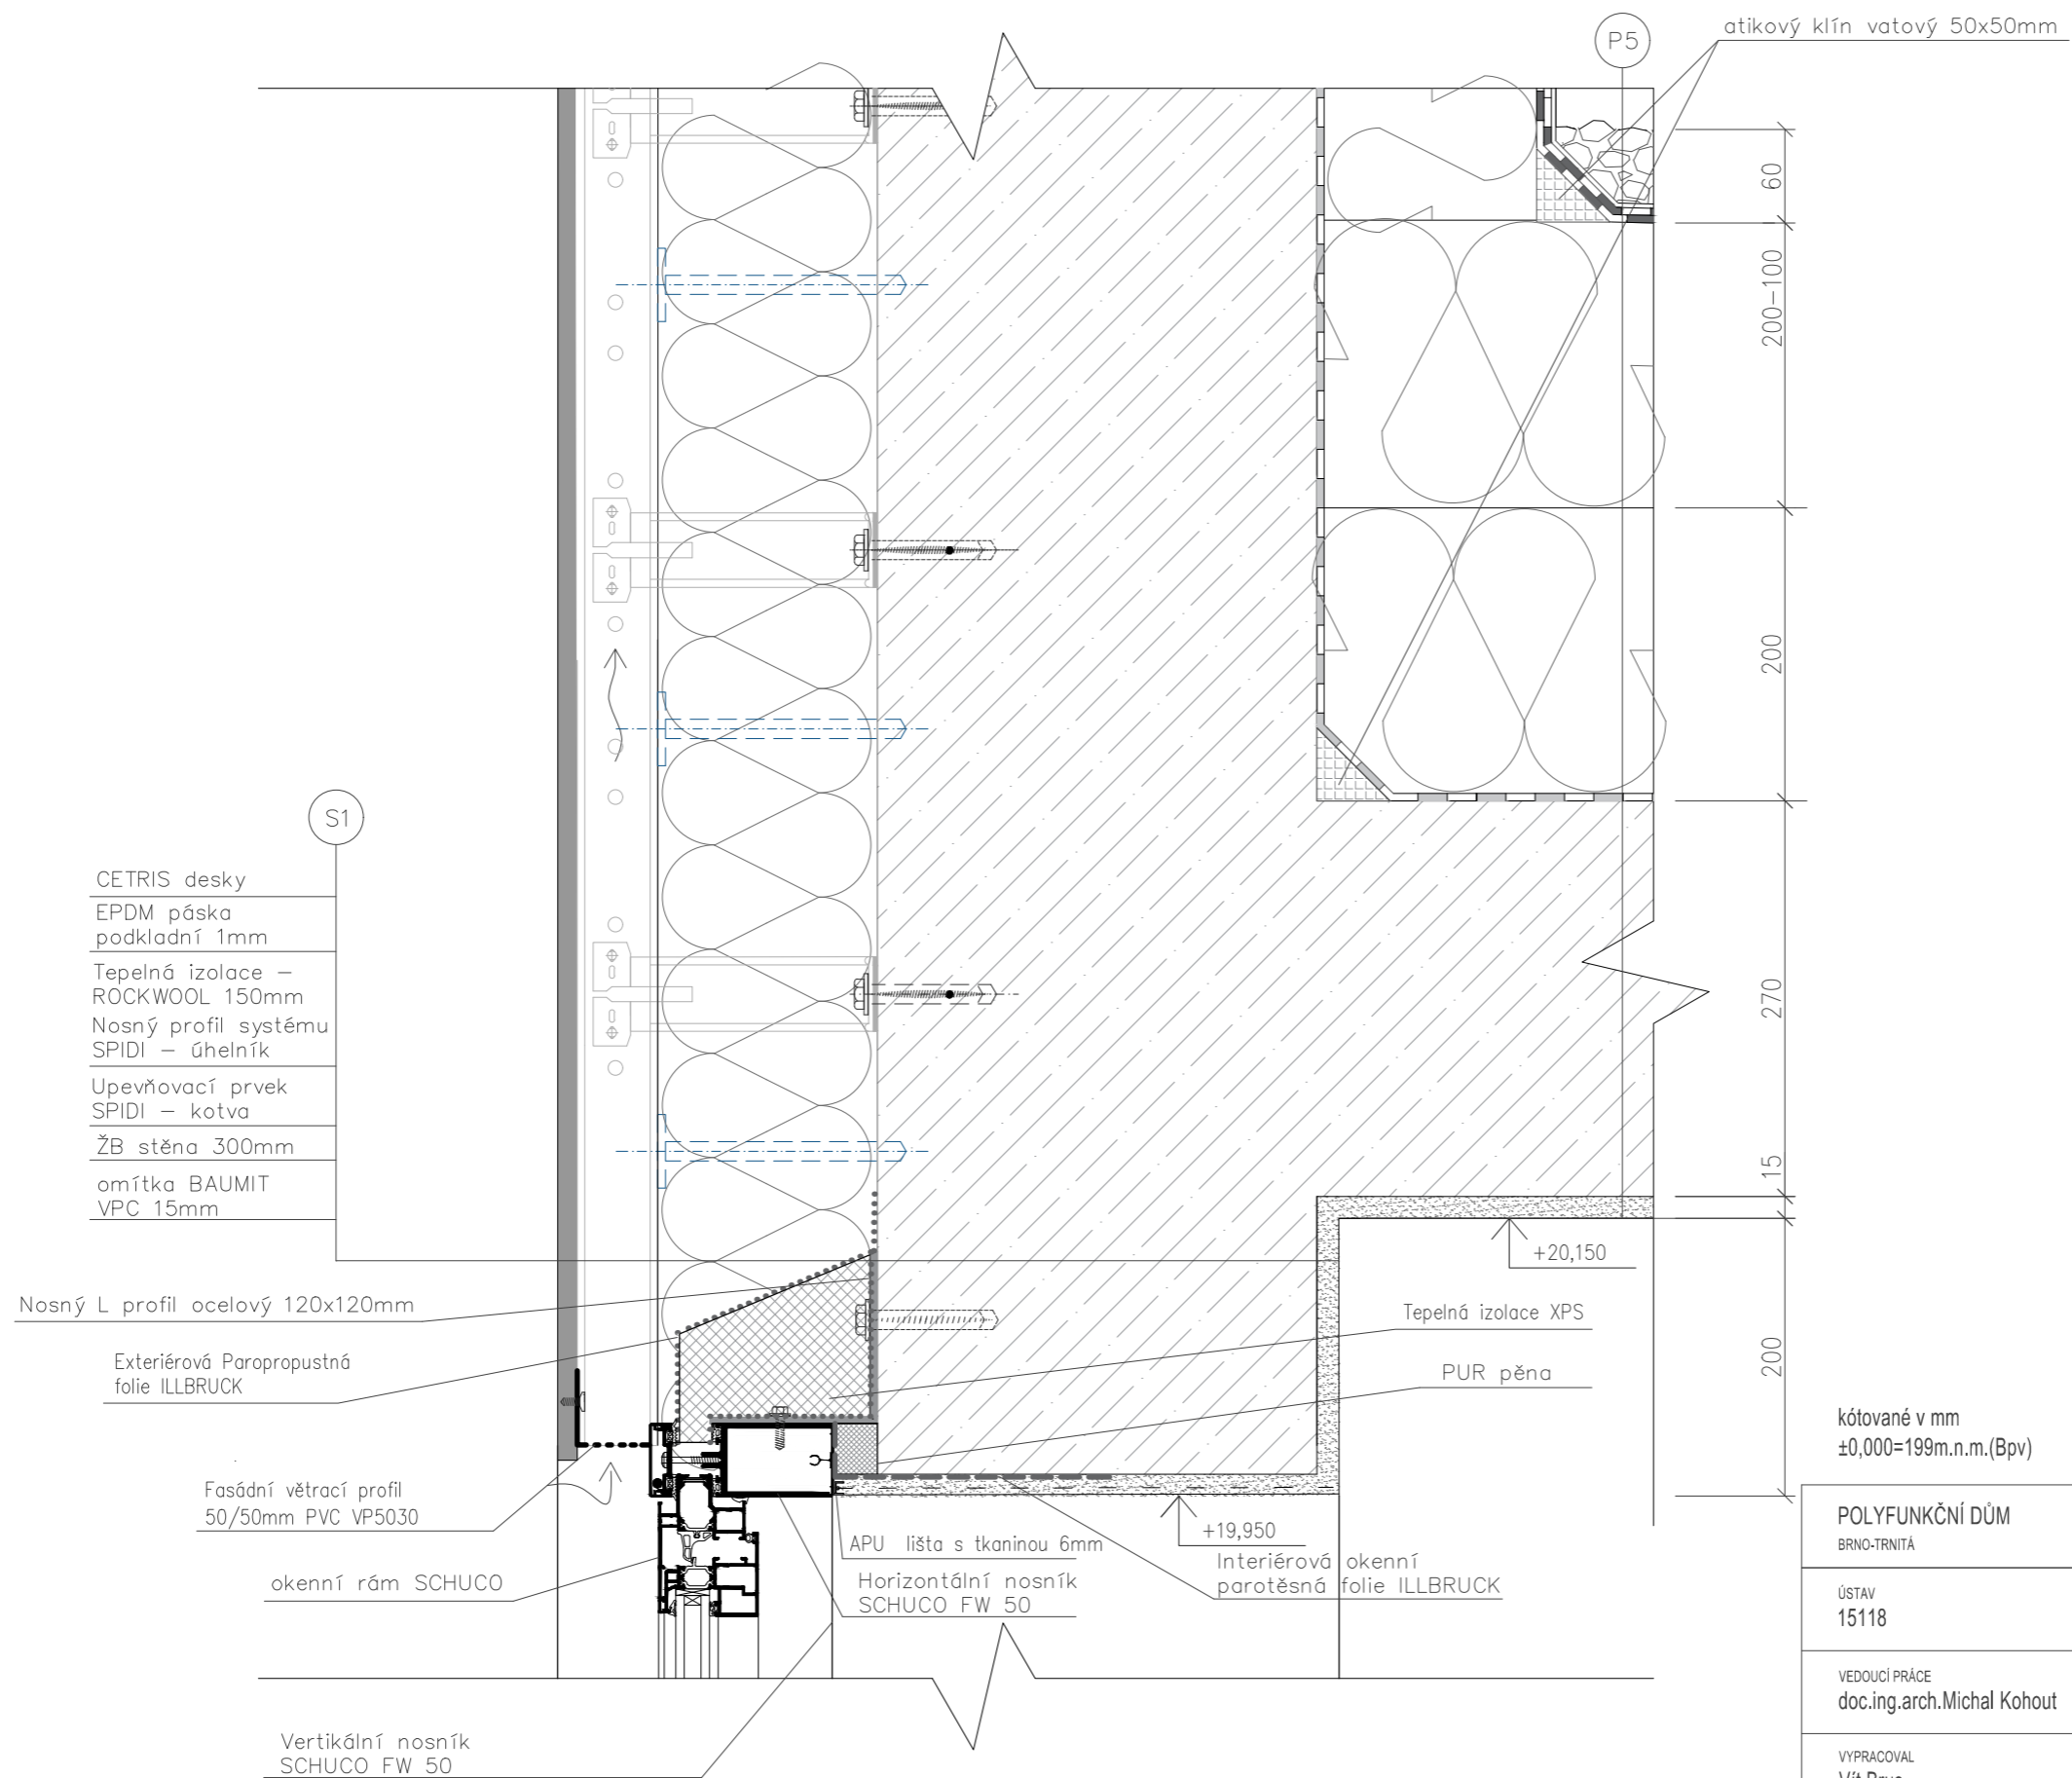 P5
atikový klín vatový 50x50mm
60
200-100
200
270
15
200
S1
CETRIS desky
EPDM páska
podkladní 1mm
Tepelná izolace –
ROCKWOOL 150mm
Nosný profil systému
SPIDI – úhelník
Upevňovací prvek
SPIDI – kotva
ŽB stěna 300mm
omítka BAUMIT
VPC 15mm
+20,150
Nosný L profil ocelový 120x120mm
Tepelná izolace XPS
Exteriérová Paropropustná
folie ILLBRUCK
PUR pěna
Fasádní větrací profil
50/50mm PVC VP5030
+19,950
APU lišta s tkaninou 6mm
Interiérová okenní
parotěsná folie ILLBRUCK
okenní rám SCHUCO
Horizontální nosník
SCHUCO FW 50
Vertikální nosník
SCHUCO FW 50
kótované v mm
±0,000=199m.n.m.(Bpv)
POLYFUNKČNÍ DŮM
BRNO-TRNITÁ
ÚSTAV
15118
VEDOUCÍ PRÁCE
doc.ing.arch.Michal Kohout
VYPRACOVAL